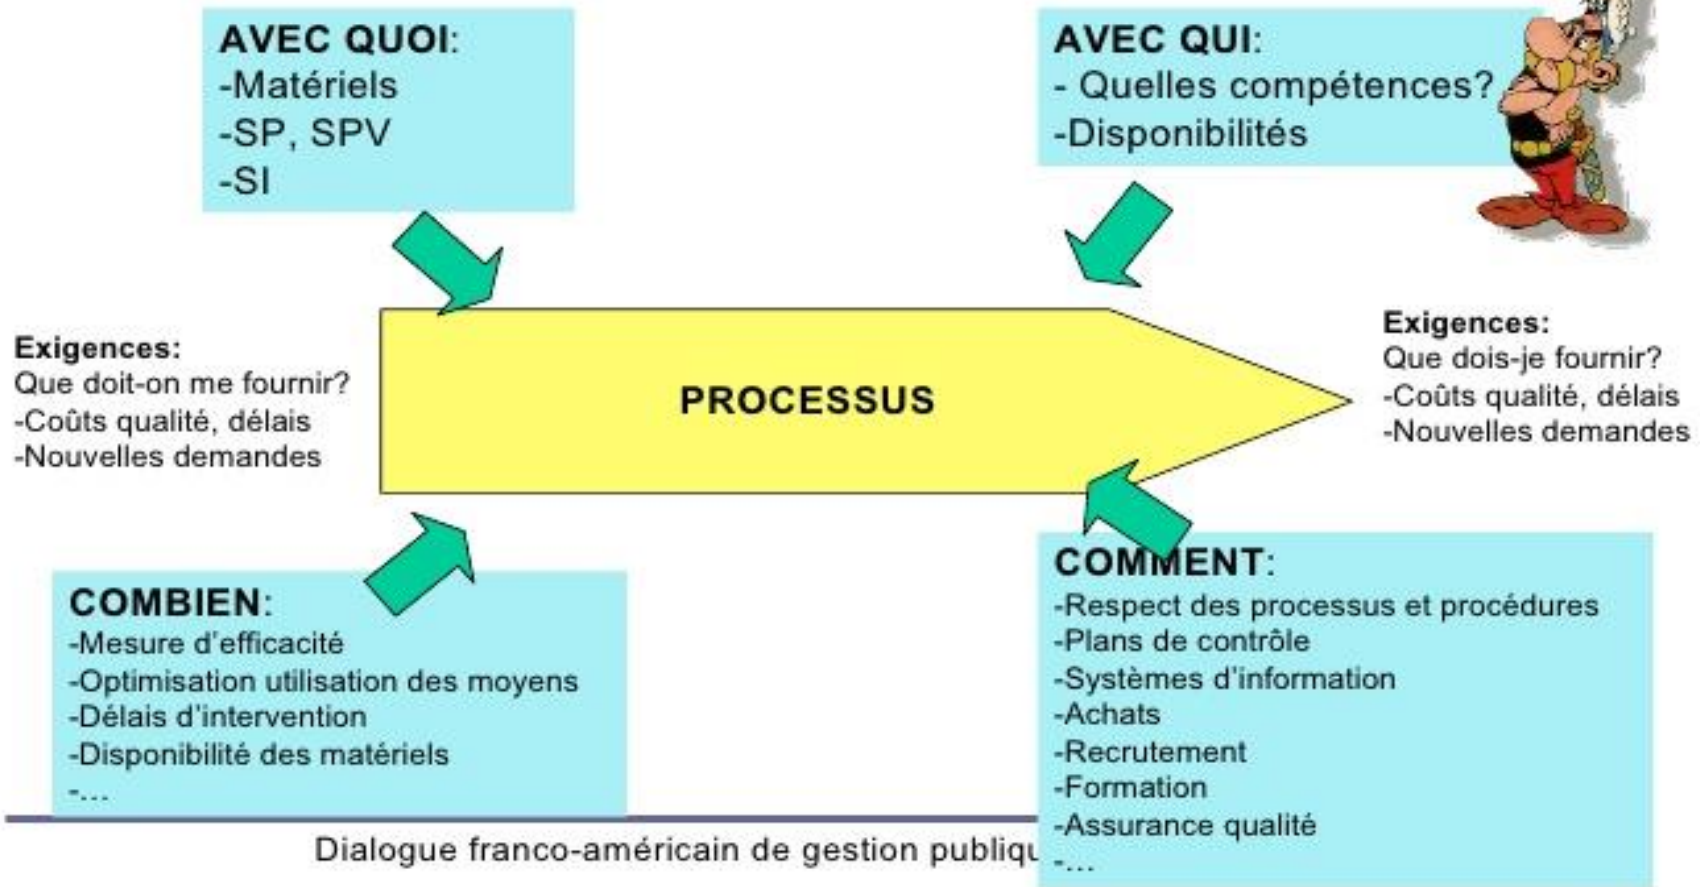 AVEC QUOI:
-Matériels
-SP, SPV
-SI
AVEC QUI:
- Quelles compétences?
-Disponibilités
Exigences:
Que doit-on me fournir?
-Coûts qualité, délais
-Nouvelles demandes
PROCESSUS
Exigences:
Que dois-je fournir?
-Coûts qualité, délais
-Nouvelles demandes
COMBIEN:
-Mesure d'efficacité
-Optimisation utilisation des moyens
-Délais d'intervention
-Disponibilité des matériels
-...
COMMENT:
-Respect des processus et procédures
-Plans de contrôle
-Systèmes d'information
-Achats
-Recrutement
-Formation
-Assurance qualité
-...
Dialogue franco-américain de gestion publiqu